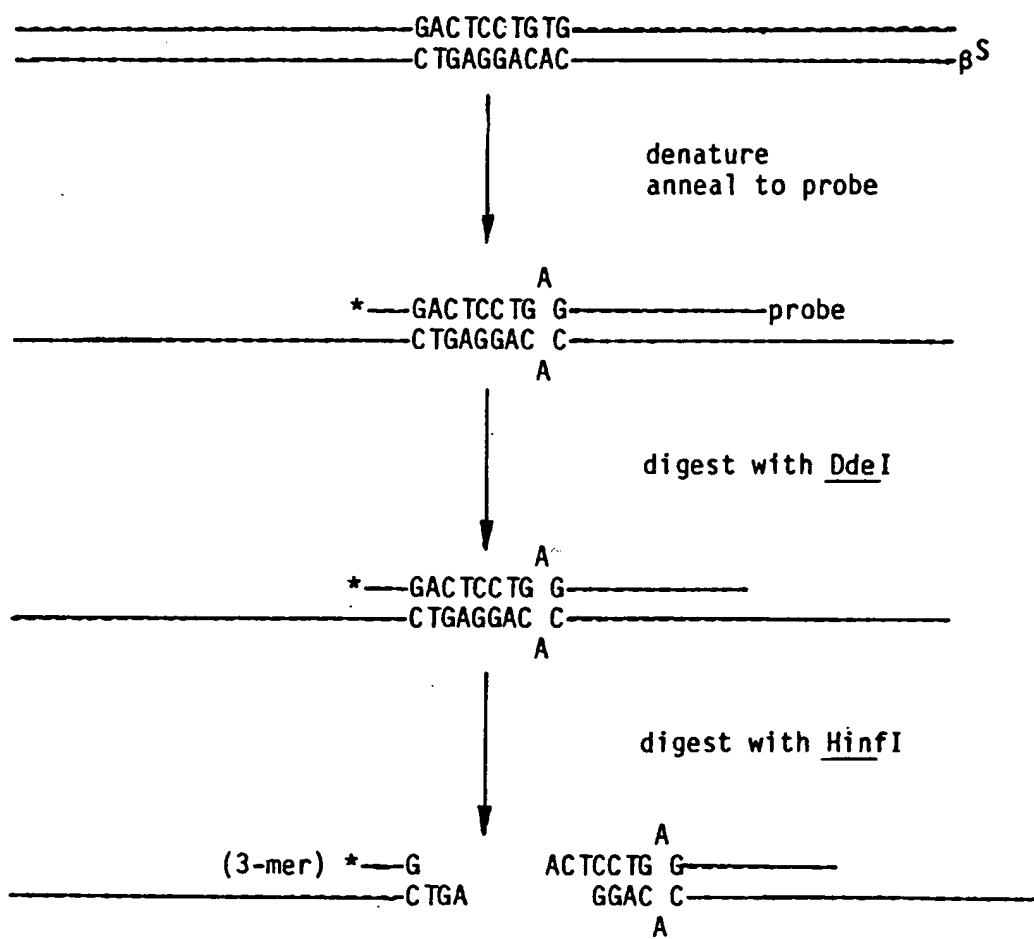 GACTCCTGTG
CTGAGGACAC βS
denature
anneal to probe
A
* GACTCCTG G probe
CTGAGGAC C
A
digest with DdeI
A
* GACTCCTG G
CTGAGGAC C
A
digest with HinfI
A
(3-mer) * G ACTCCTG G
CTGA GGAC C
A